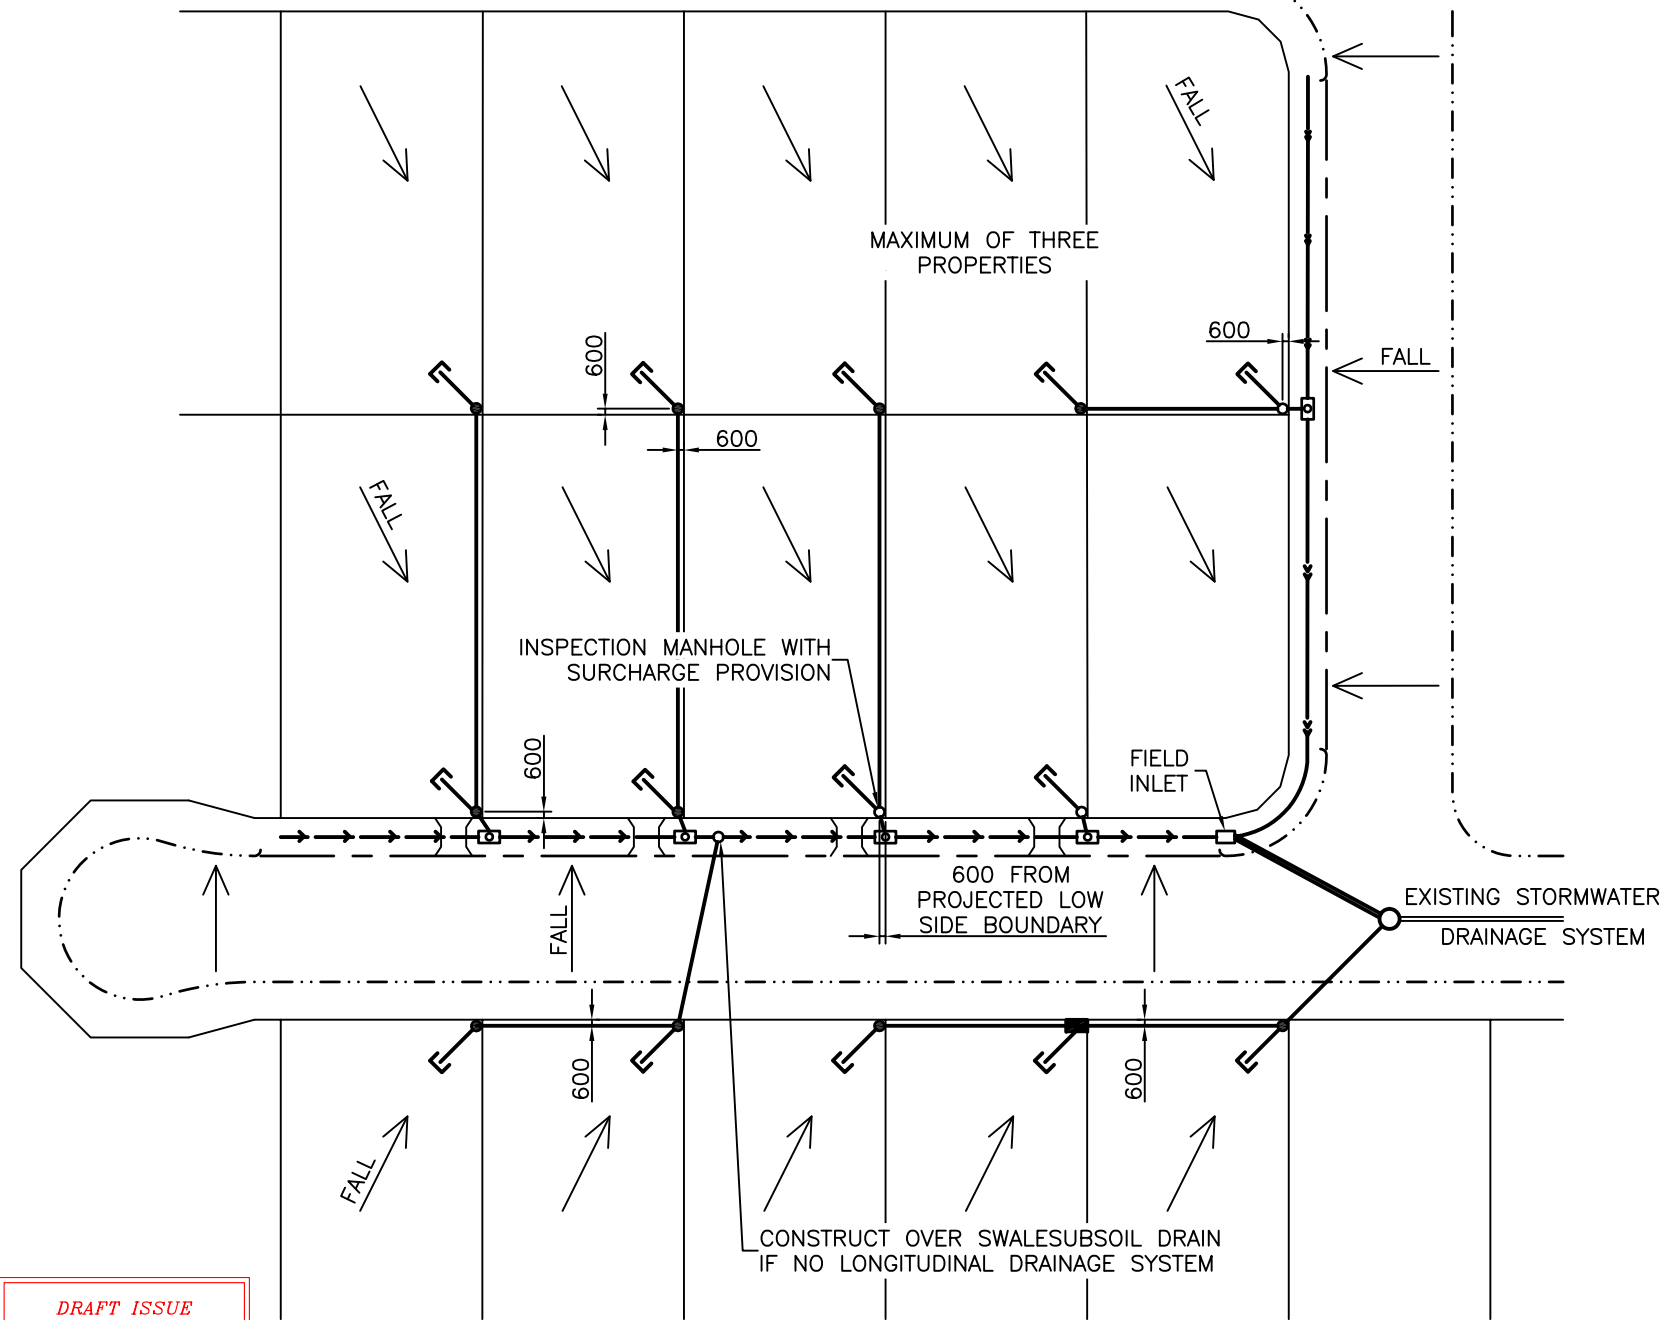 FALL
MAXIMUM OF THREE
PROPERTIES
600
600
FALL
600
FALL
INSPECTION MANHOLE WITH
SURCHARGE PROVISION
600
FIELD
INLET
600 FROM
PROJECTED LOW
SIDE BOUNDARY
EXISTING STORMWATER
DRAINAGE SYSTEM
FALL
600
600
FALL
CONSTRUCT OVER SWALESUBSOIL DRAIN
IF NO LONGITUDINAL DRAINAGE SYSTEM
DRAFT ISSUE